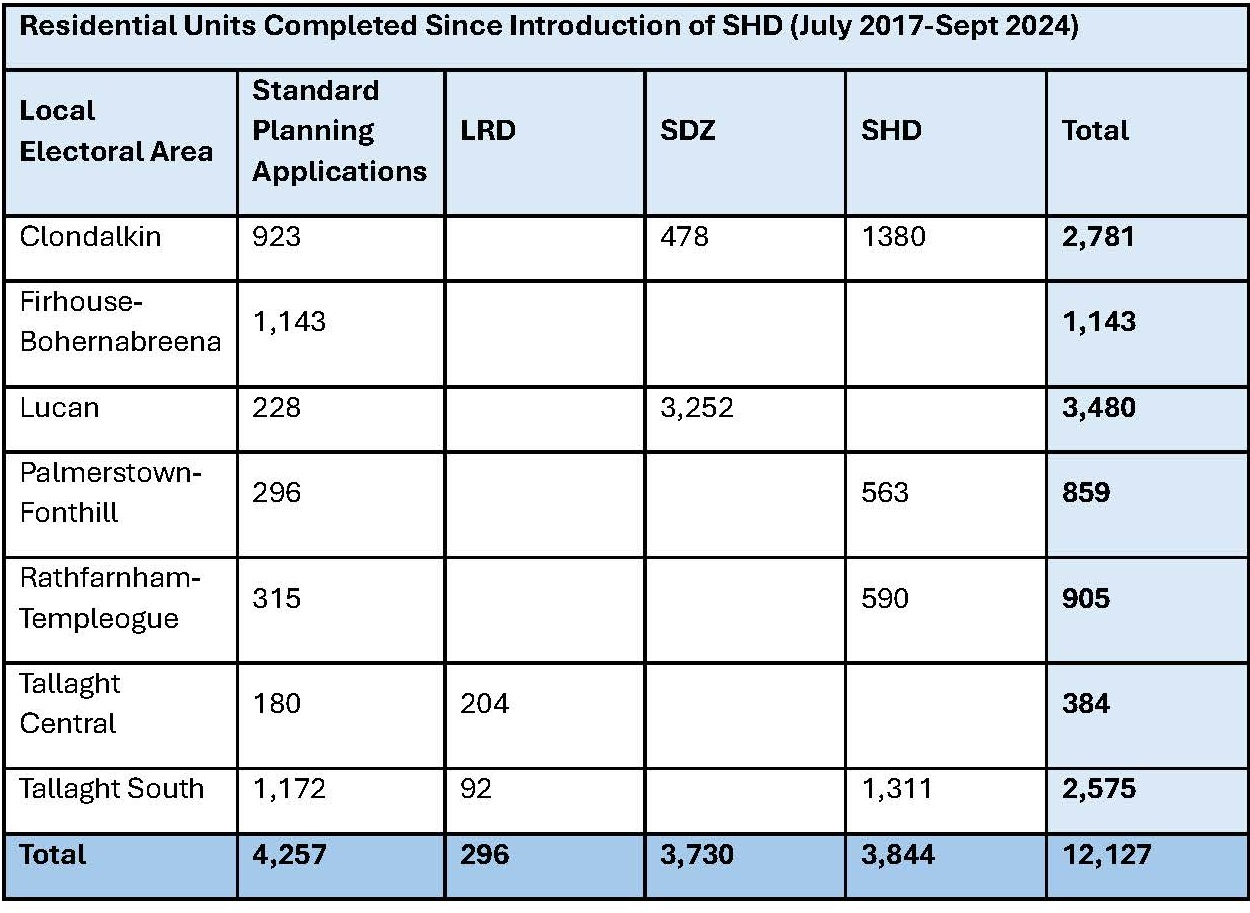 Residential Units Completed Since Introduction of SHD (July 2017-Sept 2024)
Local Electoral Area Standard Planning Applications LRD SDZ SHD Total
Clondalkin 923 478 1380 2,781
Firhouse-Bohernabreena 1,143 1,143
Lucan 228 3,252 3,480
Palmerstown-Fonthill 296 563 859
Rathfarnham-Templeogue 315 590 905
Tallaght Central 180 204 384
Tallaght South 1,172 92 1,311 2,575
Total 4,257 296 3,730 3,844 12,127